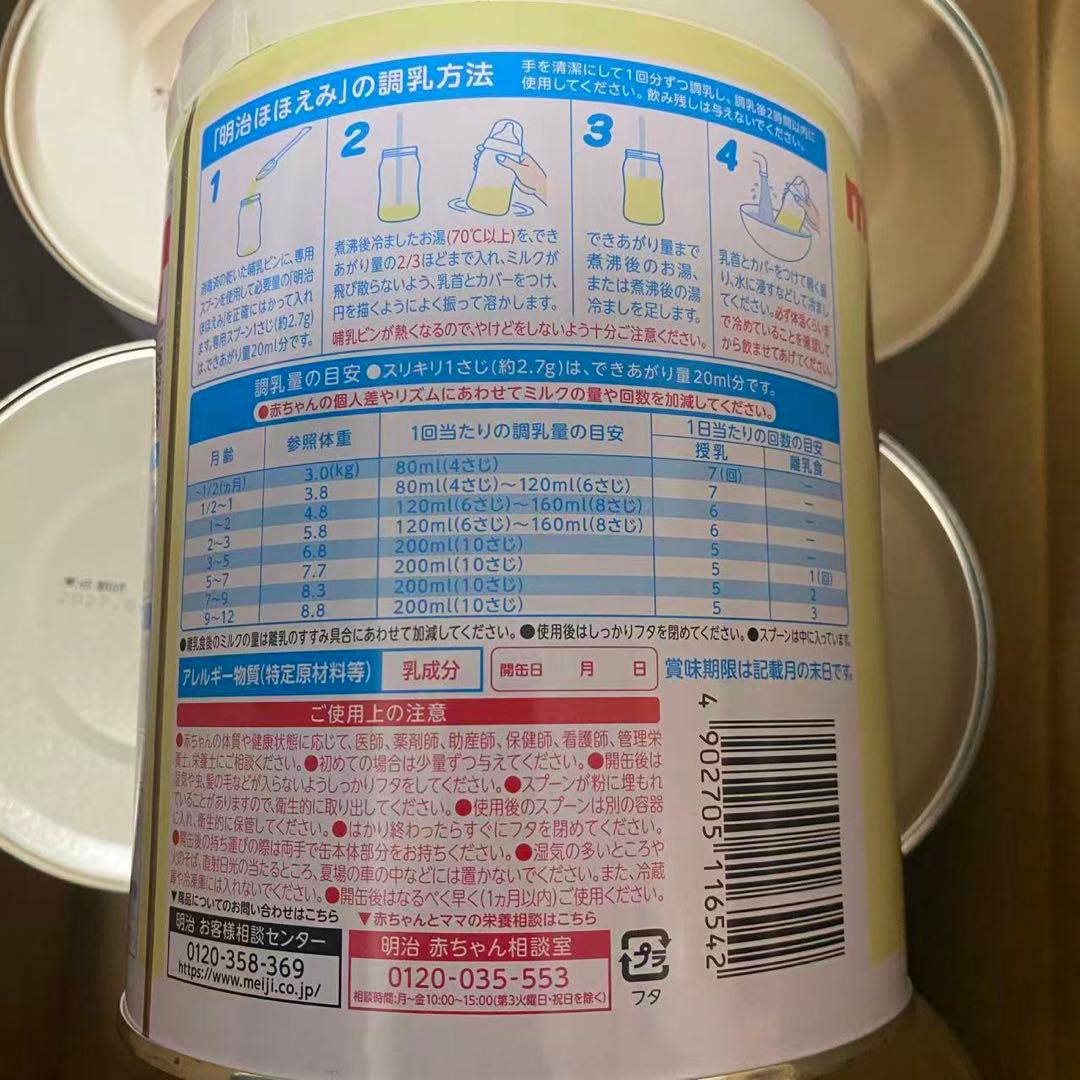 「明治ほほえみ」の調乳方法
手を清潔にして1回分ずつ調乳し、調乳後2時間以内に
使用してください。飲み残しは与えないでください。
1
消毒済の乾いた哺乳ビンに、専用
スプーンを使用して必要量の「明治
ほほえみ」を正確にはかって入れ
ます。専用スプーン1さじ(約2.7g)
は、できあがり量20ml分です。
2
煮沸後冷ましたお湯(70℃以上)を、でき
あがり量の2/3ほどまで入れ、ミルクが
飛び散らないよう、乳首とカバーをつけ、
円を描くようによく振って溶かします。
哺乳ビンが熱くなるので、やけどをしないよう十分ご注意ください。
3
できあがり量まで
煮沸後のお湯、
または煮沸後の湯
冷ましを足します。
4
乳首とカバーをつけて軽く振
り、水に浸すなどして冷まし
てください。必ず体温くらいま
で冷めていることを確認して
から飲ませてあげてください。
調乳量の目安 ●スリキリ1さじ(約2.7g)は、できあがり量20ml分です。
●赤ちゃんの個人差やリズムにあわせてミルクの量や回数を加減してください。
月齢 参照体重 1回当たりの調乳量の目安 1日当たりの回数の目安
授乳 離乳食
~1/2(ヵ月) 3.0(kg) 80ml(4さじ) 7(回) −
1/2~1 3.8 80ml(4さじ)~120ml(6さじ) 7 −
1~2 4.8 120ml(6さじ)~160ml(8さじ) 6 −
2~3 5.8 120ml(6さじ)~160ml(8さじ) 6 −
3~5 6.8 200ml(10さじ) 5 −
5~7 7.7 200ml(10さじ) 5 1(回)
7~9 8.3 200ml(10さじ) 5 2
9~12 8.8 200ml(10さじ) 5 3
●離乳食後のミルクの量は離乳のすすみ具合にあわせて加減してください。●使用後はしっかりフタを閉めてください。●スプーンは中に入っています。
アレルギー物質(特定原材料等) 乳成分 開缶日 月 日 賞味期限は記載月の末日です。
ご使用上の注意
●赤ちゃんの体質や健康状態に応じて、医師、薬剤師、助産師、保健師、看護師、管理栄
養士、栄養士にご相談ください。●初めての場合は少量ずつ与えてください。●開缶後は
湿気や虫、髪の毛などが入らないようしっかりフタをしてください。●スプーンが粉に埋もれ
ていることがありますので、衛生的に取り出してください。●使用後のスプーンは別の容器
に入れ、衛生的に保管してください。●はかり終わったらすぐにフタを閉めてください。
●開缶後の持ち運びの際は両手で缶本体部分をお持ちください。●湿気の多いところや
火のそば、直射日光の当たるところ、夏場の車の中などには置かないでください。また、冷蔵
庫や冷凍庫には入れないでください。●開缶後はなるべく早く(1ヵ月以内)ご使用ください。
▼商品についてのお問い合わせはこちら
明治 お客様相談センター
0120-358-369
https://www.meiji.co.jp/
▼赤ちゃんとママの栄養相談はこちら
明治 赤ちゃん相談室
0120-035-553
相談時間:月~金10:00~15:00(第3火曜日・祝日を除く)
プラ
フタ
4 902705 116542